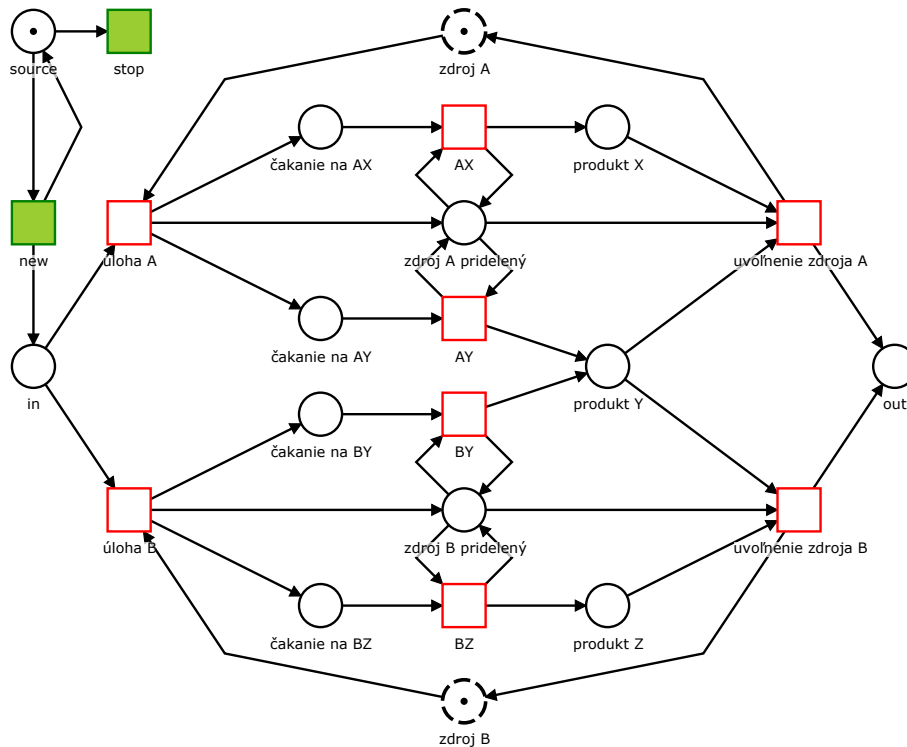 source
stop
zdroj A
čakanie na AX
AX
produkt X
new
úloha A
zdroj A pridelený
uvoľnenie zdroja A
čakanie na AY
AY
in
produkt Y
out
čakanie na BY
BY
úloha B
zdroj B pridelený
uvoľnenie zdroja B
čakanie na BZ
BZ
produkt Z
zdroj B